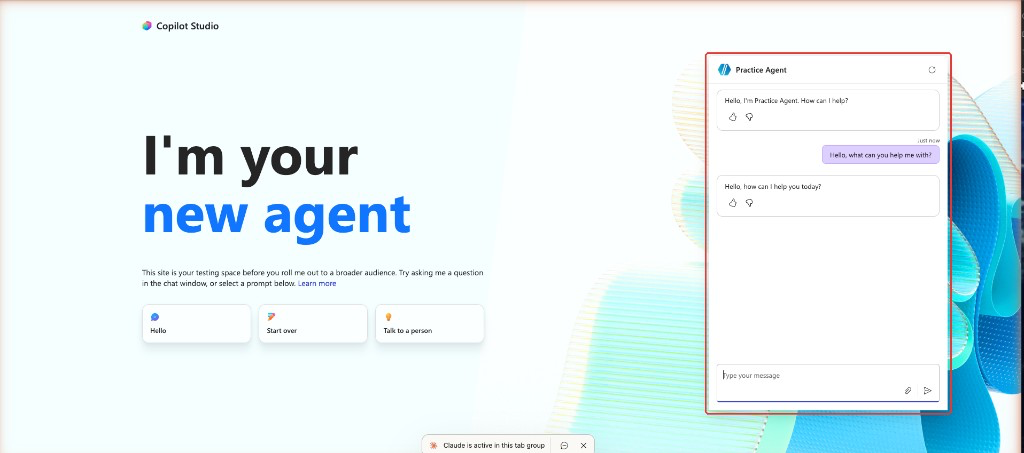 Copilot Studio
I'm your
new agent
This site is your testing space before you roll me out to a broader audience. Try asking me a question
in the chat window, or select a prompt below. Learn more
Hello
Start over
Talk to a person
Practice Agent
Hello, I'm Practice Agent. How can I help?
Just now
Hello, what can you help me with?
Hello, how can I help you today?
Type your message
Claude is active in this tab group